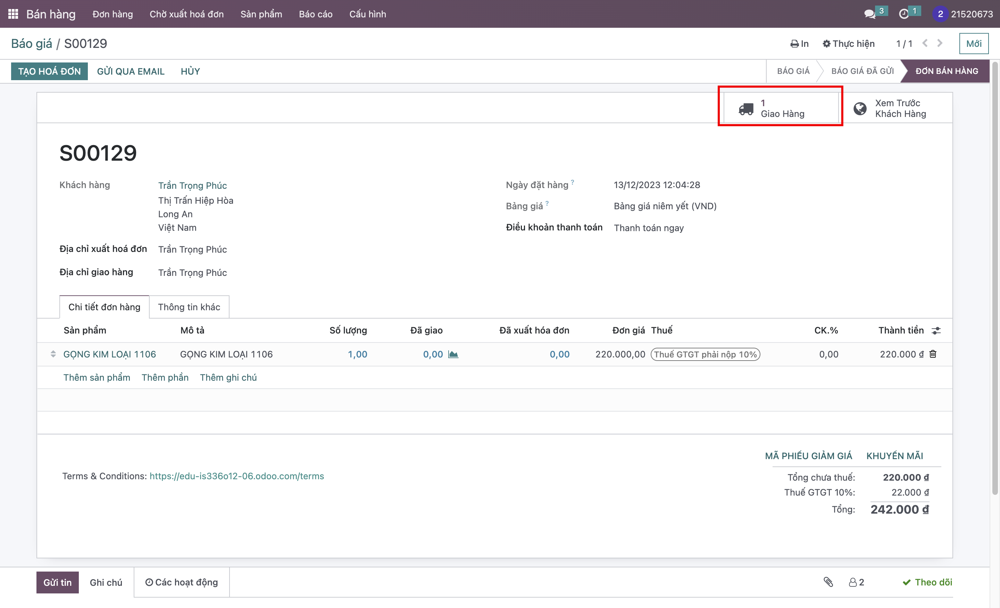 Bán hàng Đơn hàng Chờ xuất hoá đơn Sản phẩm Báo cáo Cấu hình 3 1 2 21520673
Báo giá / S00129 In Thực hiện 1 / 1 Mới
TẠO HOÁ ĐƠN GỬI QUA EMAIL HỦY BÁO GIÁ BÁO GIÁ ĐÃ GỬI ĐƠN BÁN HÀNG
1
Giao Hàng
Xem Trước
Khách Hàng
S00129
Khách hàng Trần Trọng Phúc
Thị Trấn Hiệp Hòa
Long An
Việt Nam
Địa chỉ xuất hoá đơn Trần Trọng Phúc
Địa chỉ giao hàng Trần Trọng Phúc
Ngày đặt hàng ? 13/12/2023 12:04:28
Bảng giá ? Bảng giá niêm yết (VND)
Điều khoản thanh toán Thanh toán ngay
Chi tiết đơn hàng Thông tin khác
Sản phẩm Mô tả Số lượng Đã giao Đã xuất hóa đơn Đơn giá Thuế CK.% Thành tiền
GỌNG KIM LOẠI 1106 GỌNG KIM LOẠI 1106 1,00 0,00 0,00 220.000,00 Thuế GTGT phải nộp 10% 0,00 220.000 ₫
Thêm sản phẩm Thêm phần Thêm ghi chú
MÃ PHIẾU GIẢM GIÁ KHUYẾN MÃI
Terms & Conditions: https://edu-is336o12-06.odoo.com/terms
Tổng chưa thuế: 220.000 ₫
Thuế GTGT 10%: 22.000 ₫
Tổng: 242.000 ₫
Gửi tin Ghi chú Các hoạt động 2 Theo dõi